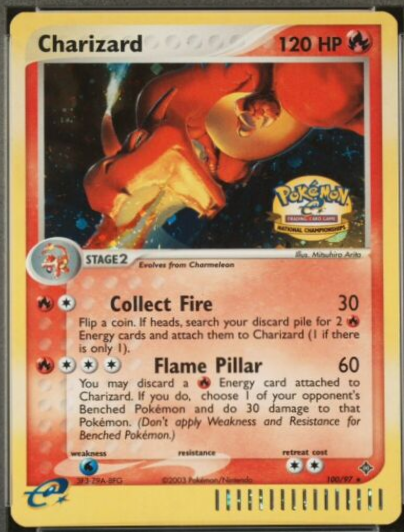 Charizard 120 HP
POKéMON
e
TRADING CARD GAME
NATIONAL CHAMPIONSHIPS
STAGE2
Evolves from Charmeleon
Illus. Mitsuhiro Arita
Collect Fire 30
Flip a coin. If heads, search your discard pile for 2
Energy cards and attach them to Charizard (1 if there
is only 1).
Flame Pillar 60
You may discard a Energy card attached to
Charizard. If you do, choose 1 of your opponent's
Benched Pokémon and do 30 damage to that
Pokémon. (Don't apply Weakness and Resistance for
Benched Pokémon.)
weakness resistance retreat cost
©2003 Pokémon/Nintendo
100/97 ★
e